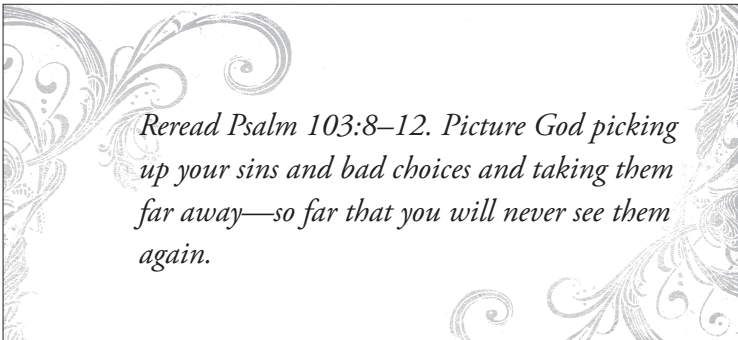 Reread Psalm 103:8–12. Picture God picking
up your sins and bad choices and taking them
far away—so far that you will never see them
again.